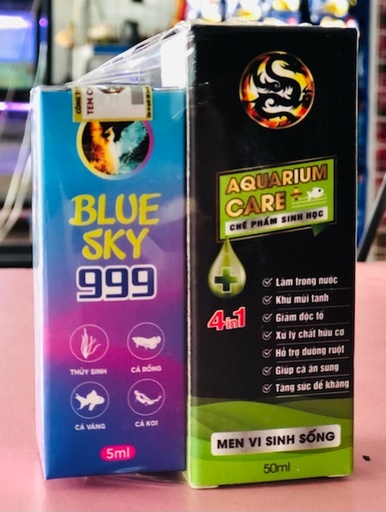 TEM C
BLUE
SKY
999
THỦY SINH
CÁ RỒNG
CÁ VÀNG
CÁ KOI
5ml
AQUARIUM
CARE+
CHẾ PHẨM SINH HỌC
4in1
Làm trong nước
Khử mùi tanh
Giảm độc tố
Xử lý chất hữu cơ
Hỗ trợ đường ruột
Giúp cá ăn sung
Tăng sức đề kháng
MEN VI SINH SỐNG
50ml